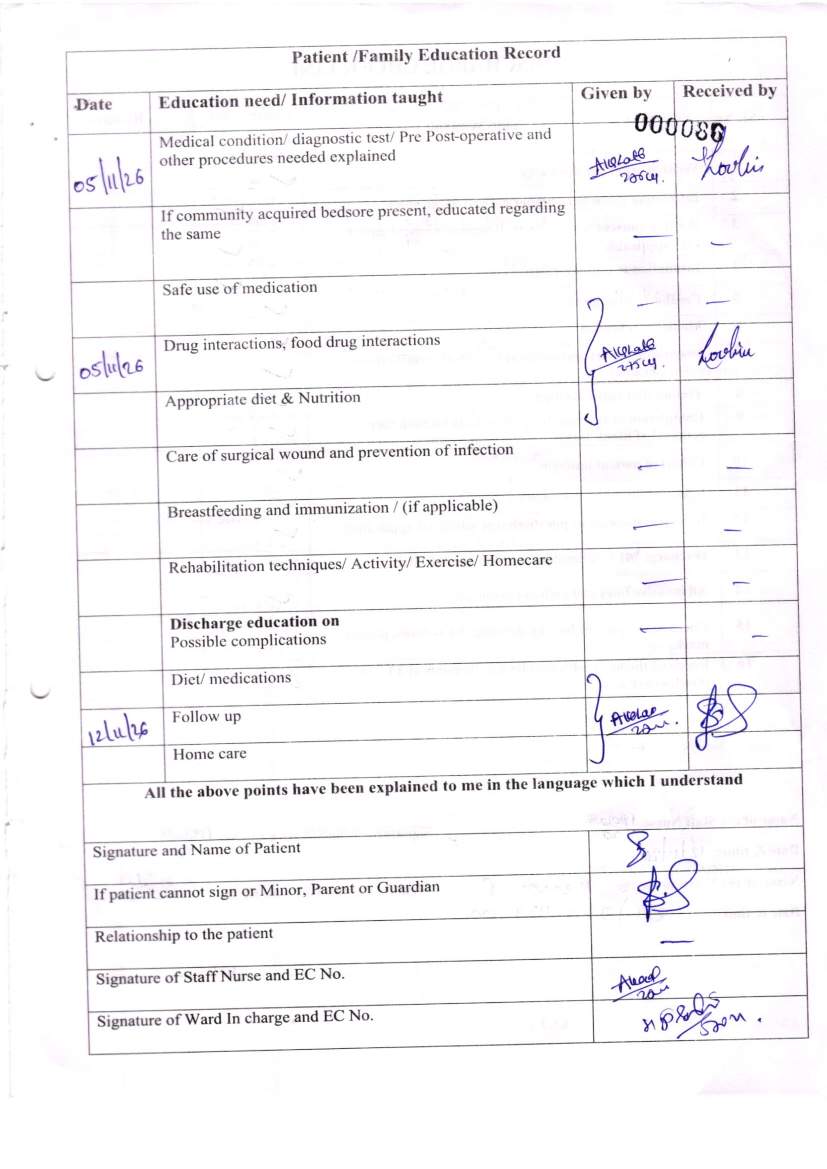 Patient /Family Education Record
Date Education need/ Information taught Given by Received by
000086
Medical condition/ diagnostic test/ Pre Post-operative and
other procedures needed explained
05/11/26
If community acquired bedsore present, educated regarding
the same — —
Safe use of medication — —
Drug interactions, food drug interactions
05/11/26
Appropriate diet & Nutrition
Care of surgical wound and prevention of infection — —
Breastfeeding and immunization / (if applicable) — —
Rehabilitation techniques/ Activity/ Exercise/ Homecare — —
Discharge education on
Possible complications — —
Diet/ medications
12/11/26 Follow up
Home care
All the above points have been explained to me in the language which I understand
Signature and Name of Patient
If patient cannot sign or Minor, Parent or Guardian
Relationship to the patient —
Signature of Staff Nurse and EC No.
Signature of Ward In charge and EC No.